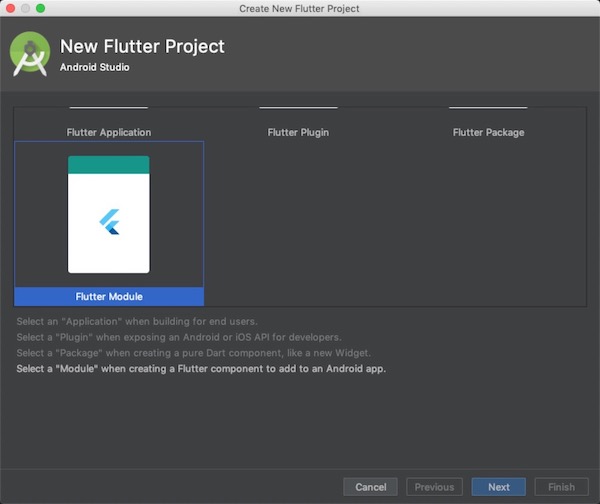 Create New Flutter Project
New Flutter Project
Android Studio
Flutter Application
Flutter Plugin
Flutter Package
Flutter Module
Select an "Application" when building for end users.
Select a "Plugin" when exposing an Android or iOS API for developers.
Select a "Package" when creating a pure Dart component, like a new Widget.
Select a "Module" when creating a Flutter component to add to an Android app.
Cancel
Previous
Next
Finish